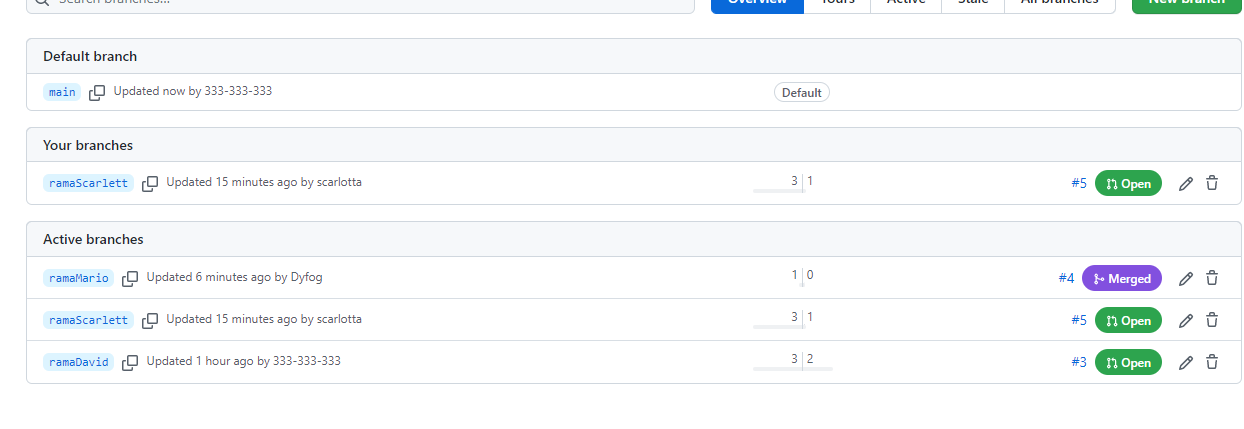 Search branches...
Overview Yours Active Stale All branches New branch
Default branch
main Updated now by 333-333-333 Default
Your branches
ramaScarlett Updated 15 minutes ago by scarlotta 3 1 #5 Open
Active branches
ramaMario Updated 6 minutes ago by Dyfog 1 0 #4 Merged
ramaScarlett Updated 15 minutes ago by scarlotta 3 1 #5 Open
ramaDavid Updated 1 hour ago by 333-333-333 3 2 #3 Open